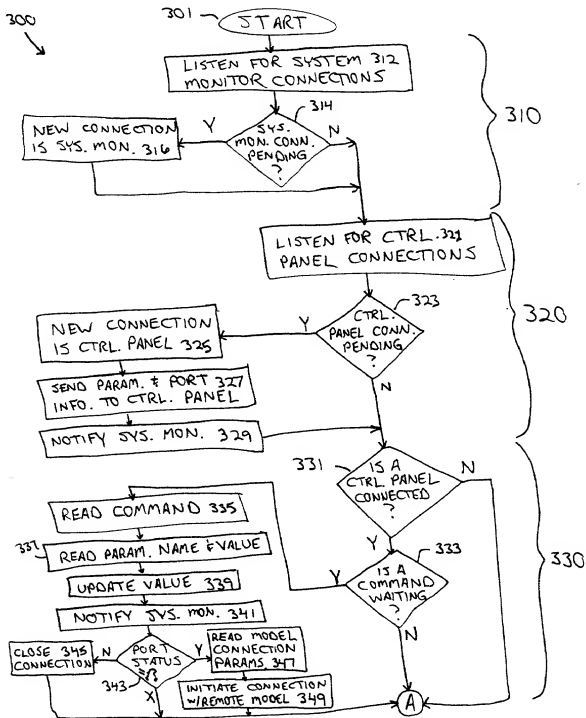 300
301
START
LISTEN FOR SYSTEM 312
MONITOR CONNECTIONS
314
SYS.
MON. CONN.
PENDING
?
Y
N
NEW CONNECTION
IS SYS. MON. 316
310
LISTEN FOR CTRL. 321
PANEL CONNECTIONS
323
CTRL.
PANEL CONN.
PENDING
?
Y
N
NEW CONNECTION
IS CTRL. PANEL 325
SEND PARAM. & PORT 327
INFO. TO CTRL. PANEL
NOTIFY SYS. MON. 329
320
331
IS A
CTRL. PANEL
CONNECTED
?
N
Y
333
IS A
COMMAND
WAITING
?
Y
N
READ COMMAND 335
337
READ PARAM. NAME & VALUE
UPDATE VALUE 339
NOTIFY SYS. MON. 341
PORT
STATUS
343
N
Y
X
CLOSE 345
CONNECTION
READ MODEL
CONNECTION
PARAMS. 347
INITIATE CONNECTION
W/REMOTE MODEL 349
A
330